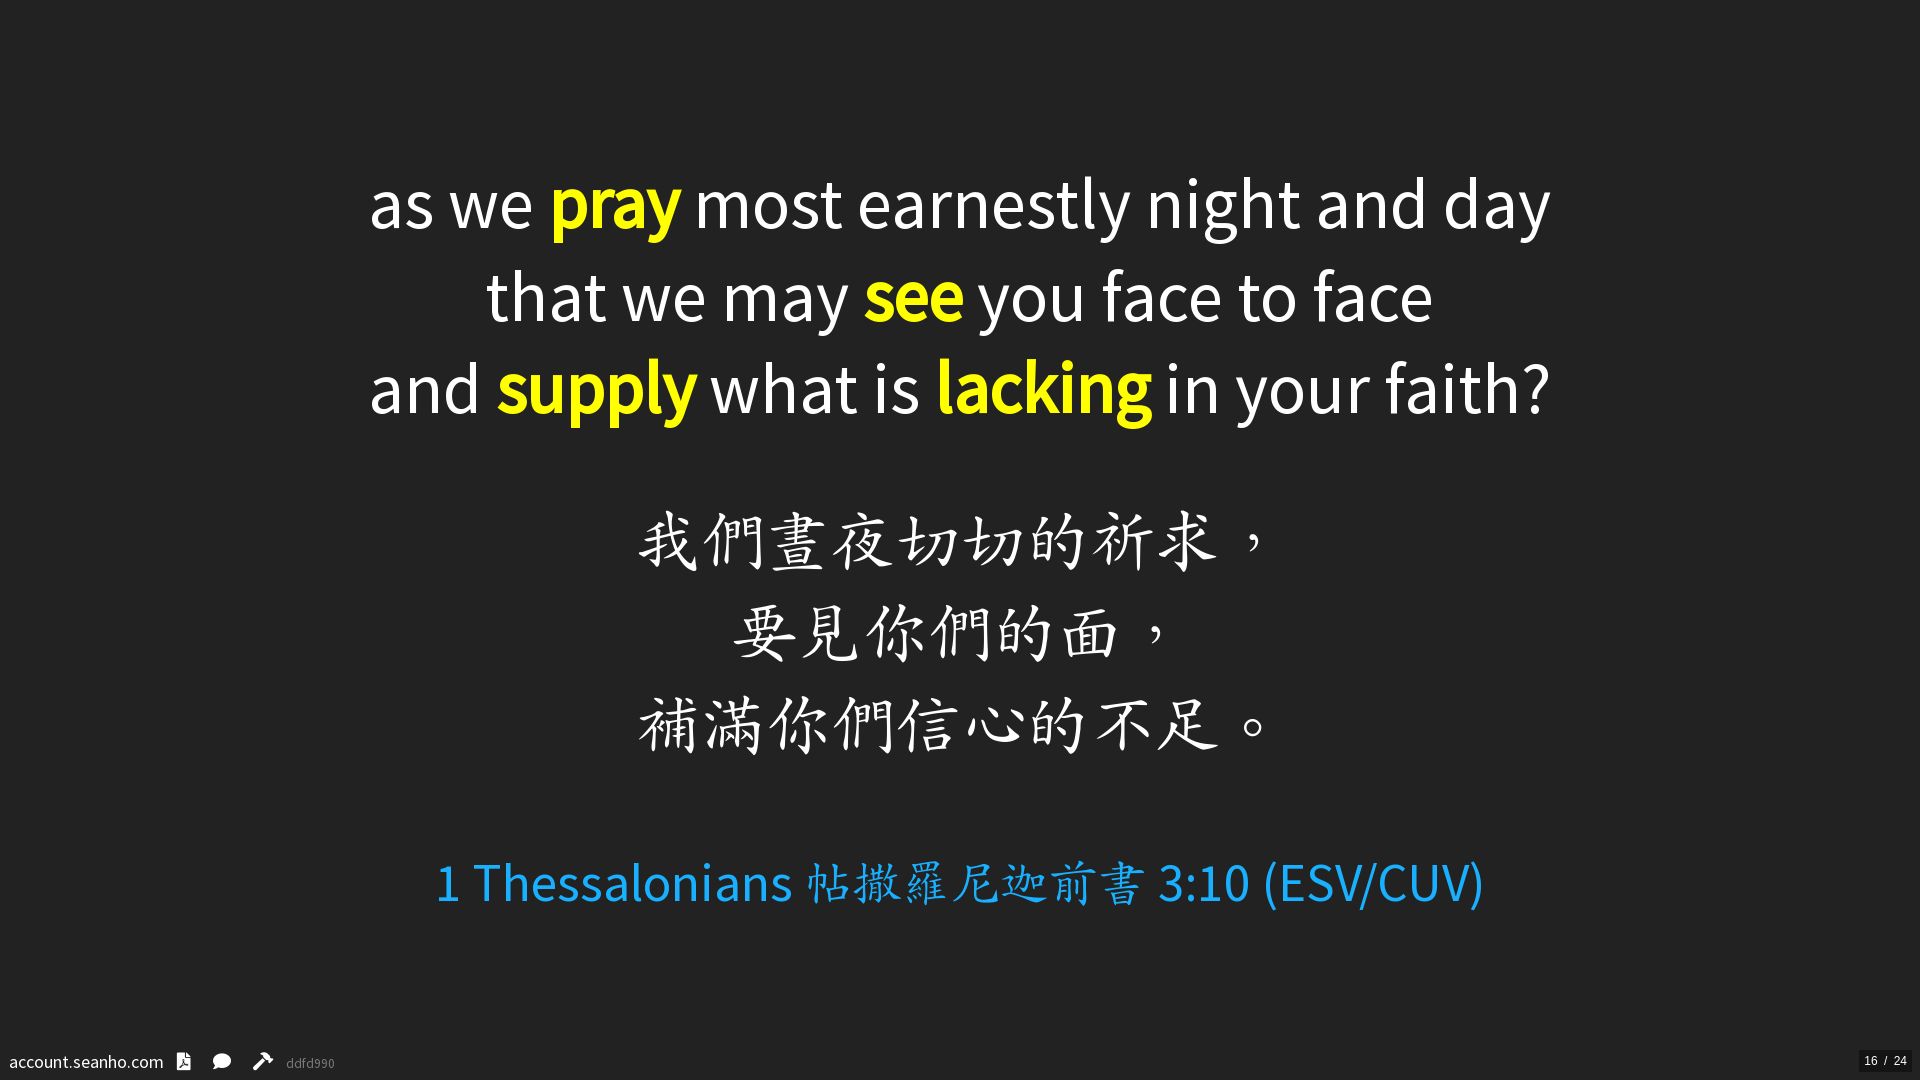 as we pray most earnestly night and day
that we may see you face to face
and supply what is lacking in your faith?
我們晝夜切切的祈求，
要見你們的面，
補滿你們信心的不足。
1 Thessalonians 帖撒羅尼迦前書 3:10 (ESV/CUV)
account.seanho.com ddfd990
16 / 24